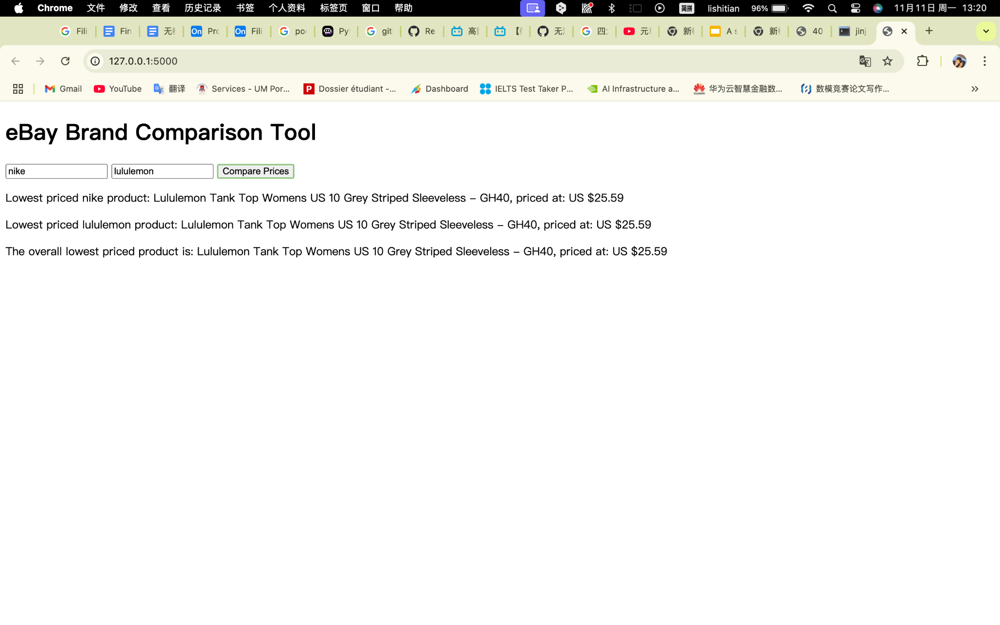 Chrome 文件 修改 查看 历史记录 书签 个人资料 标签页 窗口 帮助 简拼 lishitian 96% 11月11日 周一 13:20
Fili Fin On Pro On Fili Py git Re 高 无 四 A s 40 jinj
127.0.0.1:5000
Gmail YouTube 翻译 Services - UM Por... P Dossier étudiant -... Dashboard IELTS Test Taker P... AI Infrastructure a... HUAWEI 华为云智慧金融数... 数模竞赛论文写作...
eBay Brand Comparison Tool
nike lululemon Compare Prices
Lowest priced nike product: Lululemon Tank Top Womens US 10 Grey Striped Sleeveless – GH40, priced at: US $25.59
Lowest priced lululemon product: Lululemon Tank Top Womens US 10 Grey Striped Sleeveless – GH40, priced at: US $25.59
The overall lowest priced product is: Lululemon Tank Top Womens US 10 Grey Striped Sleeveless – GH40, priced at: US $25.59